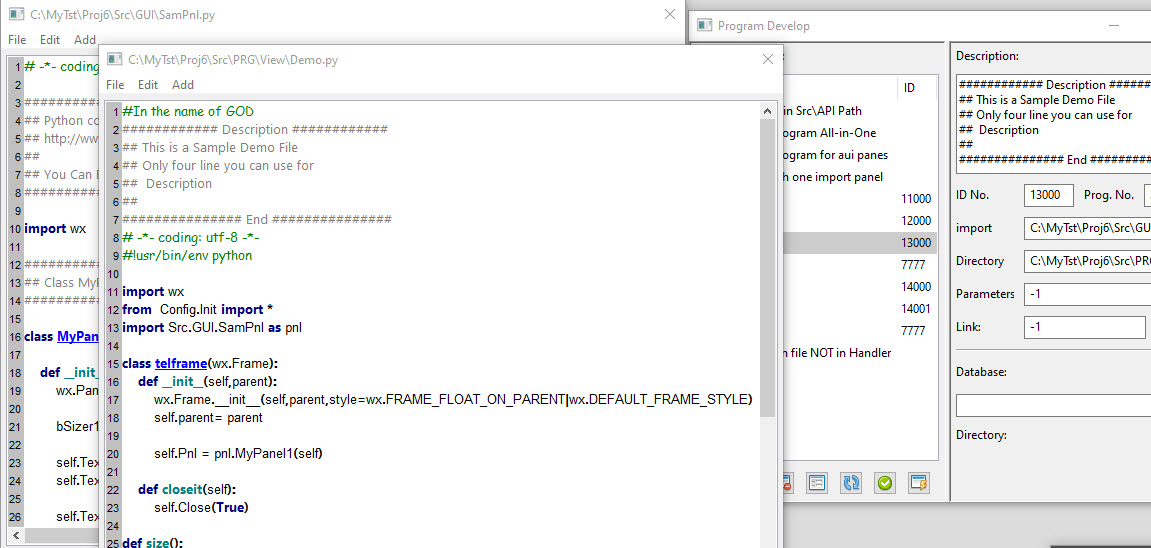 C:\MyTst\Proj6\Src\GUI\SamPnl.py
File Edit Add
1 # -*- coding
2
3 ###########
4 ## Python co
5 ## http://ww
6 ##
7 ## You Can E
8 ###########
9
10 import wx
11
12 ###########
13 ## Class MyP
14 ###########
15
16 class MyPan
17
18 def __init_
19 wx.Pan
20
21 bSizer1
22
23 self.Tex
24 self.Tex
25
26 self.Tex
C:\MyTst\Proj6\Src\PRG\View\Demo.py
File Edit Add
1 #In the name of GOD
2 ############ Description ############
3 ## This is a Sample Demo File
4 ## Only four line you can use for
5 ##  Description
6 ##
7 ############### End ###############
8 # -*- coding: utf-8 -*-
9 #!usr/bin/env python
10
11 import wx
12 from  Config.Init import *
13 import Src.GUI.SamPnl as pnl
14
15 class telframe(wx.Frame):
16 def __init__(self,parent):
17 wx.Frame.__init__(self,parent,style=wx.FRAME_FLOAT_ON_PARENT|wx.DEFAULT_FRAME_STYLE)
18 self.parent= parent
19
20 self.Pnl = pnl.MyPanel1(self)
21
22 def closeit(self):
23 self.Close(True)
24
25 def size():
Program Develop
ID
in Src\API Path
ogram All-in-One
ogram for aui panes
h one import panel
11000
12000
13000
7777
14000
14001
7777
n file NOT in Handler
Description:
############ Description #######
## This is a Sample Demo File
## Only four line you can use for
##  Description
##
############### End #########
ID No. 13000 Prog. No.
import C:\MyTst\Proj6\Src\GU
Directory C:\MyTst\Proj6\Src\PR
Parameters -1
Link: -1
Database:
Directory: